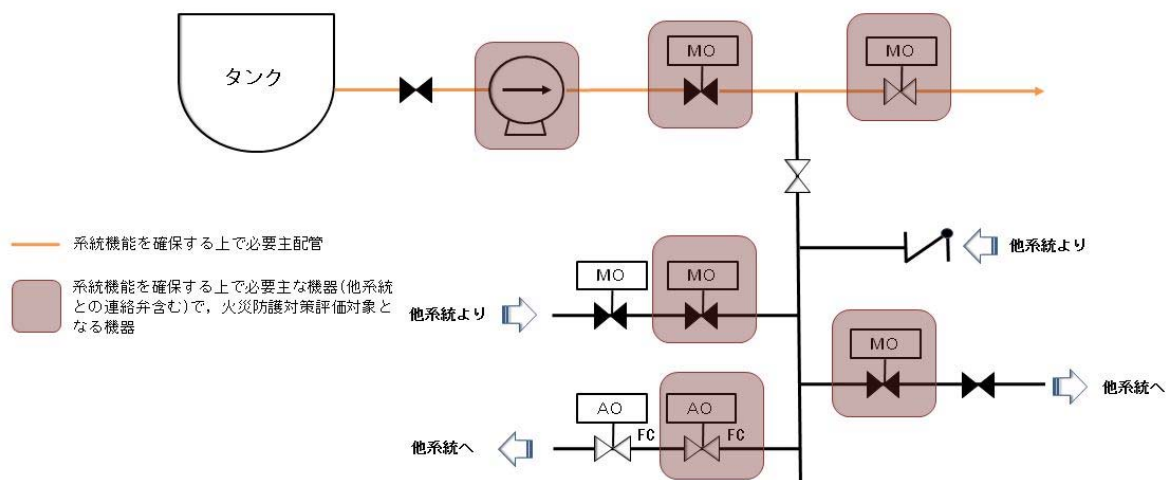 MO
MO
タンク
系統機能を確保する上で必要主配管
他系統より
系統機能を確保する上で必要主な機器(他系統
との連絡弁含む)で,火災防護対策評価対象と
なる機器
MO
MO
他系統より
MO
他系統へ
AO
AO
FC
FC
他系統へ